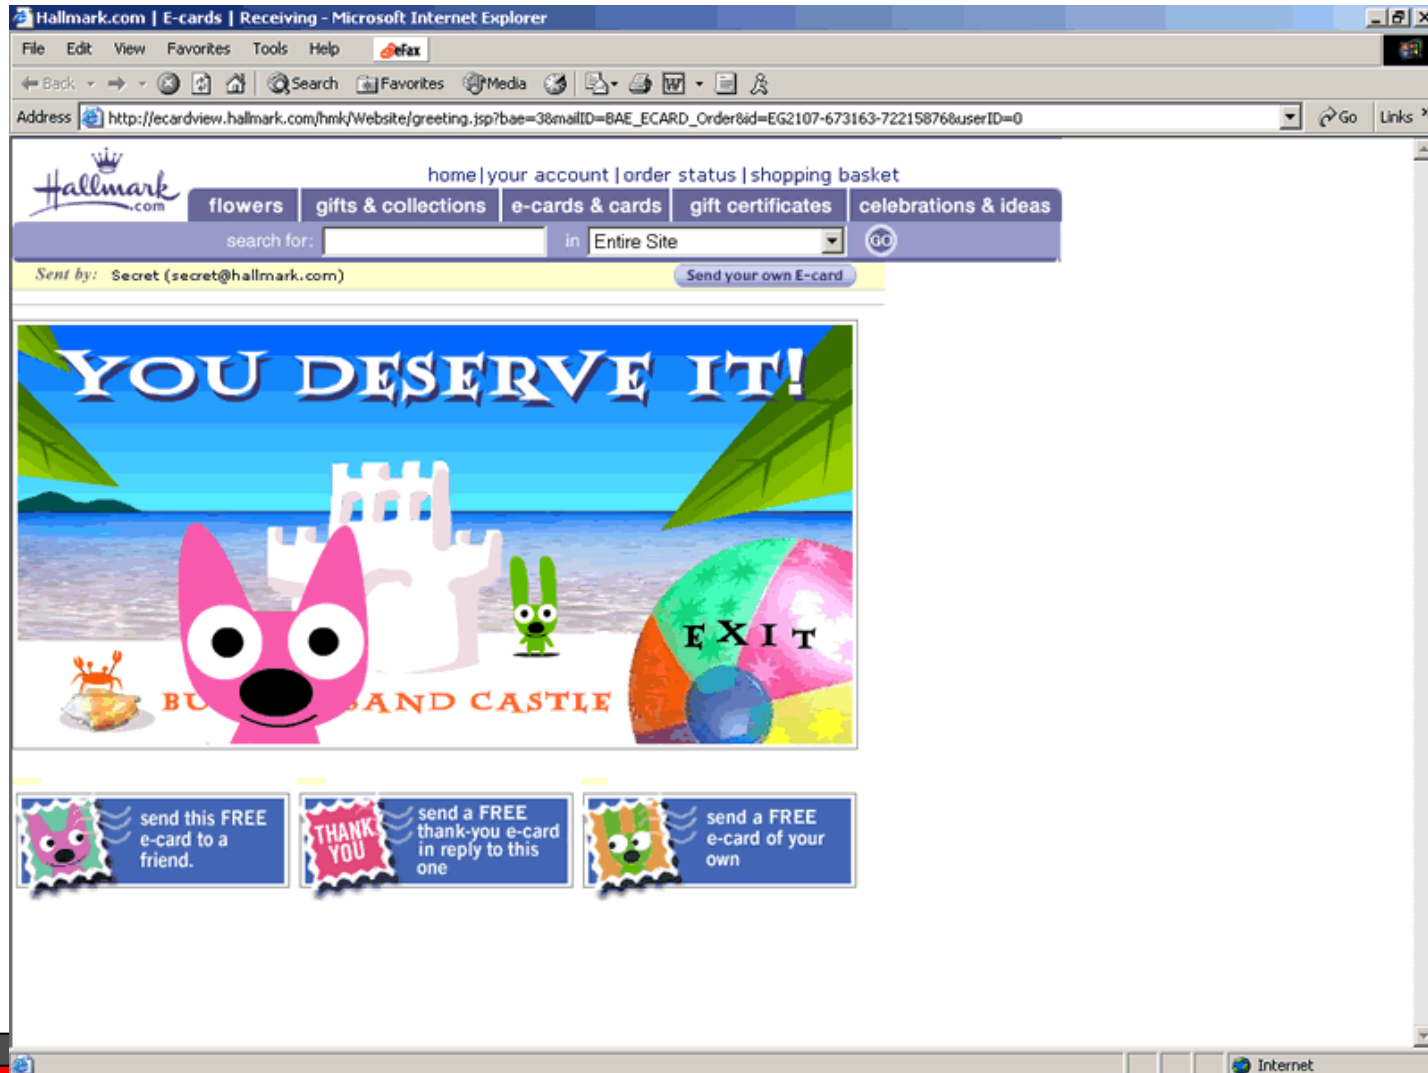 Hallmark.com | E-cards | Receiving - Microsoft Internet Explorer
File Edit View Favorites Tools Help eFax
Back Search Favorites Media
Address http://ecardview.hallmark.com/hmk/Website/greeting.jsp?bae=3&mailID=BAE_ECARD_Order&id=EG2107-673163-72215876&userID=0 Go Links »
Hallmark.com
home|your account|order status|shopping basket
flowers gifts & collections e-cards & cards gift certificates celebrations & ideas
search for: in Entire Site GO
Sent by: Secret (secret@hallmark.com) Send your own E-card
YOU DESERVE IT!
EXIT
SAND CASTLE
send this FREE
e-card to a
friend.
THANK
YOU
send a FREE
thank-you e-card
in reply to this
one
send a FREE
e-card of your
own
Internet